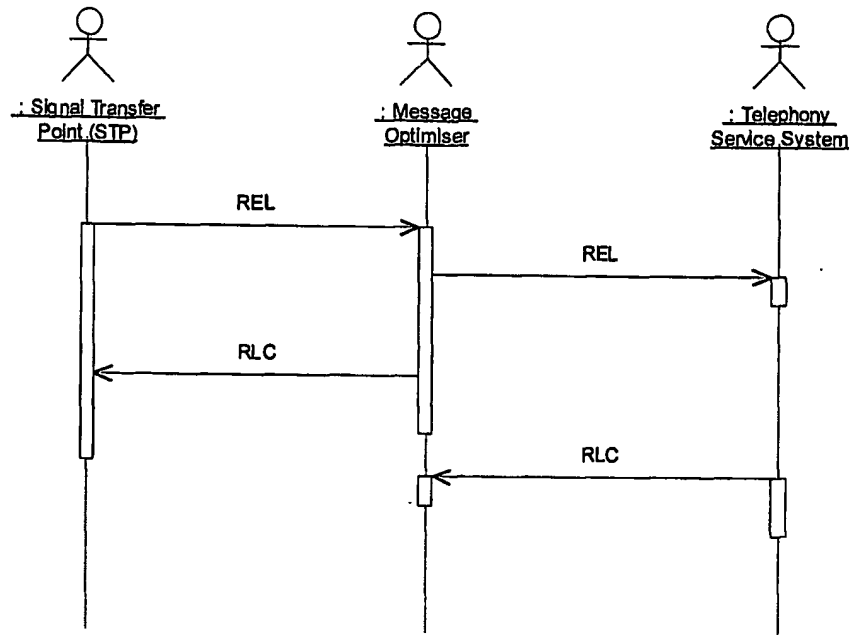 : Signal Transfer
Point (STP)
: Message
Optimiser
: Telephony
Service System
REL
REL
RLC
RLC